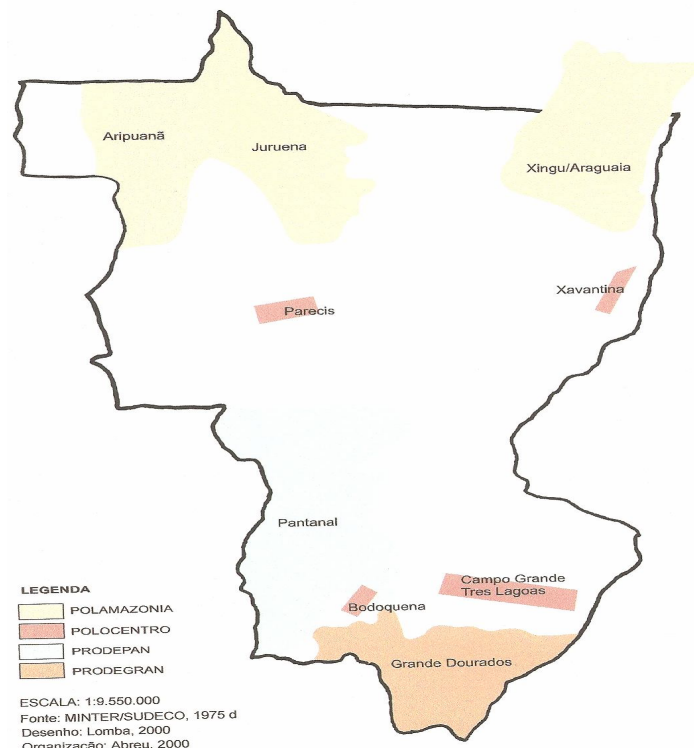 Aripuanã
Juruena
Xingu/Araguaia
Xavantina
Parecis
Pantanal
Campo Grande
Tres Lagoas
Bodoquena
Grande Dourados
LEGENDA
POLAMAZONIA
POLOCENTRO
PRODEPAN
PRODEGRAN
ESCALA: 1:9.550.000
Fonte: MINTER/SUDECO, 1975 d
Desenho: Lomba, 2000
Organização: Abreu, 2000